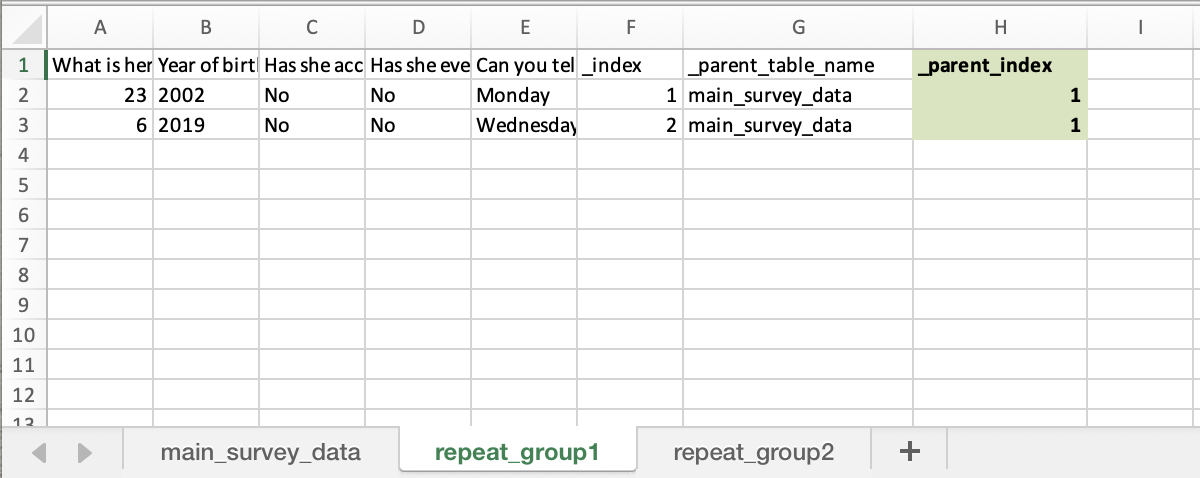 A B C D E F G H I
1 What is her Year of birt Has she acc Has she eve Can you tel _index _parent_table_name _parent_index
2 23 2002 No No Monday 1 main_survey_data 1
3 6 2019 No No Wednesday 2 main_survey_data 1
4
5
6
7
8
9
10
11
12
13
main_survey_data repeat_group1 repeat_group2 +